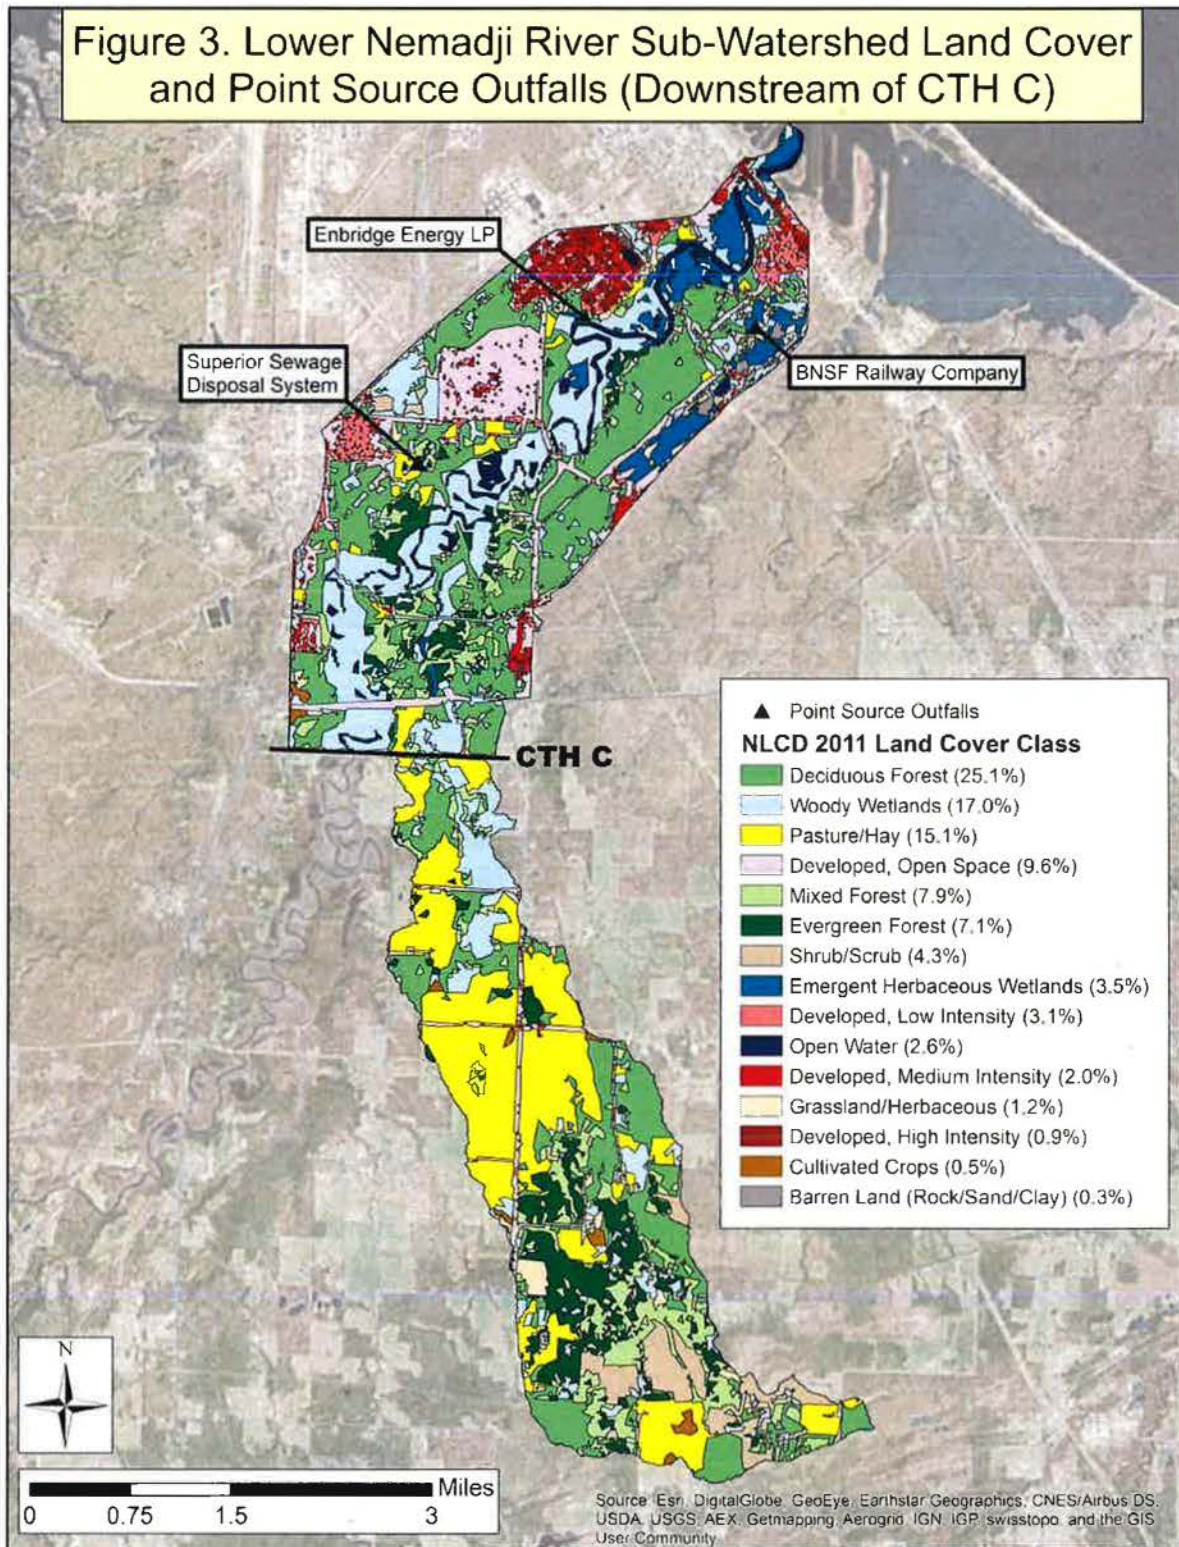 Figure 3. Lower Nemadji River Sub-Watershed Land Cover
and Point Source Outfalls (Downstream of CTH C)
Enbridge Energy LP
Superior Sewage
Disposal System
BNSF Railway Company
CTH C
Point Source Outfalls
NLCD 2011 Land Cover Class
Deciduous Forest (25.1%)
Woody Wetlands (17.0%)
Pasture/Hay (15.1%)
Developed, Open Space (9.6%)
Mixed Forest (7.9%)
Evergreen Forest (7.1%)
Shrub/Scrub (4.3%)
Emergent Herbaceous Wetlands (3.5%)
Developed, Low Intensity (3.1%)
Open Water (2.6%)
Developed, Medium Intensity (2.0%)
Grassland/Herbaceous (1.2%)
Developed, High Intensity (0.9%)
Cultivated Crops (0.5%)
Barren Land (Rock/Sand/Clay) (0.3%)
N
Miles
0 0.75 1.5 3
Source: Esri, DigitalGlobe, GeoEye, Earthstar Geographics, CNES/Airbus DS,
USDA, USGS, AEX, Getmapping, Aerogrid, IGN, IGP, swisstopo, and the GIS
User Community